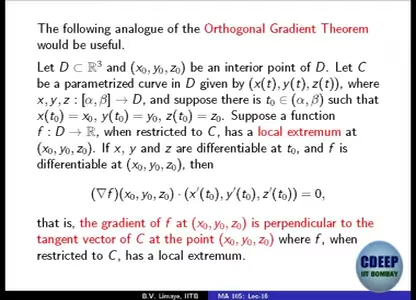 The following analogue of the Orthogonal Gradient Theorem
would be useful.
Let D ⊂ ℝ³ and (x₀, y₀, z₀) be an interior point of D. Let C
be a parametrized curve in D given by (x(t), y(t), z(t)), where
x, y, z : [α, β] → D, and suppose there is t₀ ∈ (α, β) such that
x(t₀) = x₀, y(t₀) = y₀, z(t₀) = z₀. Suppose a function
f : D → ℝ, when restricted to C, has a local extremum at
(x₀, y₀, z₀). If x, y and z are differentiable at t₀, and f is
differentiable at (x₀, y₀, z₀), then
(∇f)(x₀, y₀, z₀) · (x′(t₀), y′(t₀), z′(t₀)) = 0,
that is, the gradient of f at (x₀, y₀, z₀) is perpendicular to the
tangent vector of C at the point (x₀, y₀, z₀) where f, when
restricted to C, has a local extremum.
CDEEP
IIT BOMBAY
B.V. Limaye, IITB MA 105: Lec-16